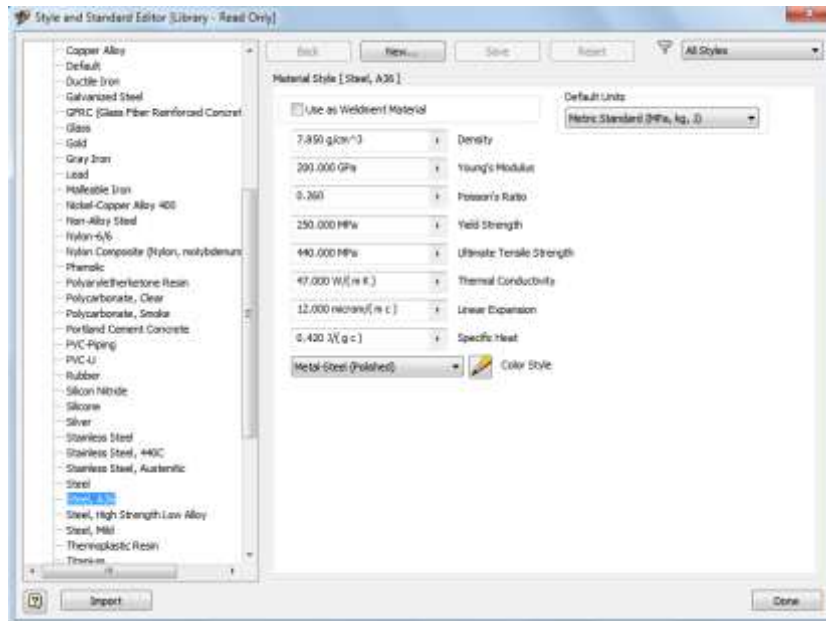 Style and Standard Editor [Library - Read Only]
Back
New...
Save
Reset
All Styles
Copper Alloy
Default
Ductile Iron
Galvanized Steel
GFRC (Glass Fiber Reinforced Concret
Glass
Gold
Gray Iron
Lead
Malleable Iron
Nickel-Copper Alloy 400
Non-Alloy Steel
Nylon-6/6
Nylon Composite (Nylon, molybdenum
Phenolic
Polyaryletherketone Resin
Polycarbonate, Clear
Polycarbonate, Smoke
Portland Cement Concrete
PVC-Piping
PVC-U
Rubber
Silicon Nitride
Silicone
Silver
Stainless Steel
Stainless Steel, 440C
Stainless Steel, Austenitic
Steel
Steel, A36
Steel, High Strength Low Alloy
Steel, Mild
Thermoplastic Resin
Titanium
Material Style [ Steel, A36 ]
Use as Weldment Material
Default Units
Metric Standard (MPa, kg, J)
7.850 g/cm^3 Density
200.000 GPa Young's Modulus
0.260 Poisson's Ratio
250.000 MPa Yield Strength
440.000 MPa Ultimate Tensile Strength
47.000 W/( m K ) Thermal Conductivity
12.000 microm/( m c ) Linear Expansion
0.420 J/( g c ) Specific Heat
Metal-Steel (Polished) Color Style
Import
Done